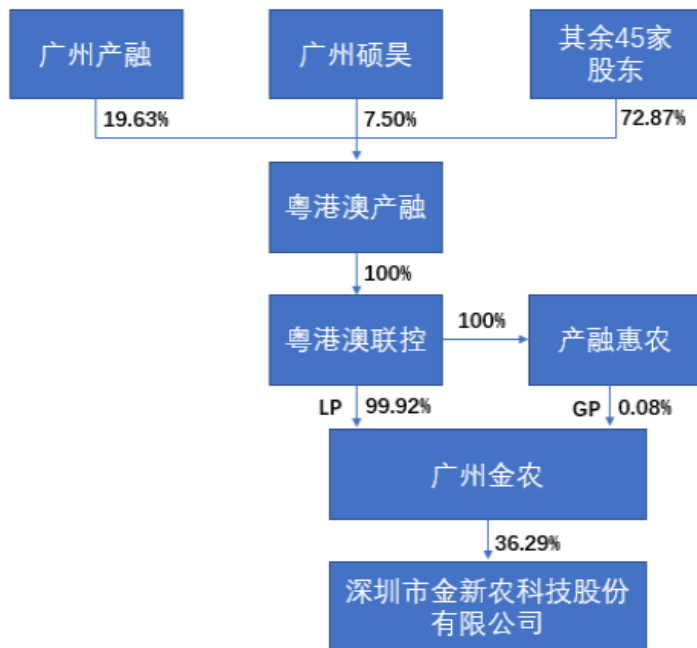 广州产融
广州硕昊
其余45家
股东
19.63%
7.50%
72.87%
粤港澳产融
100%
粤港澳联控
100%
产融惠农
LP 99.92%
GP 0.08%
广州金农
36.29%
深圳市金新农科技股份
有限公司